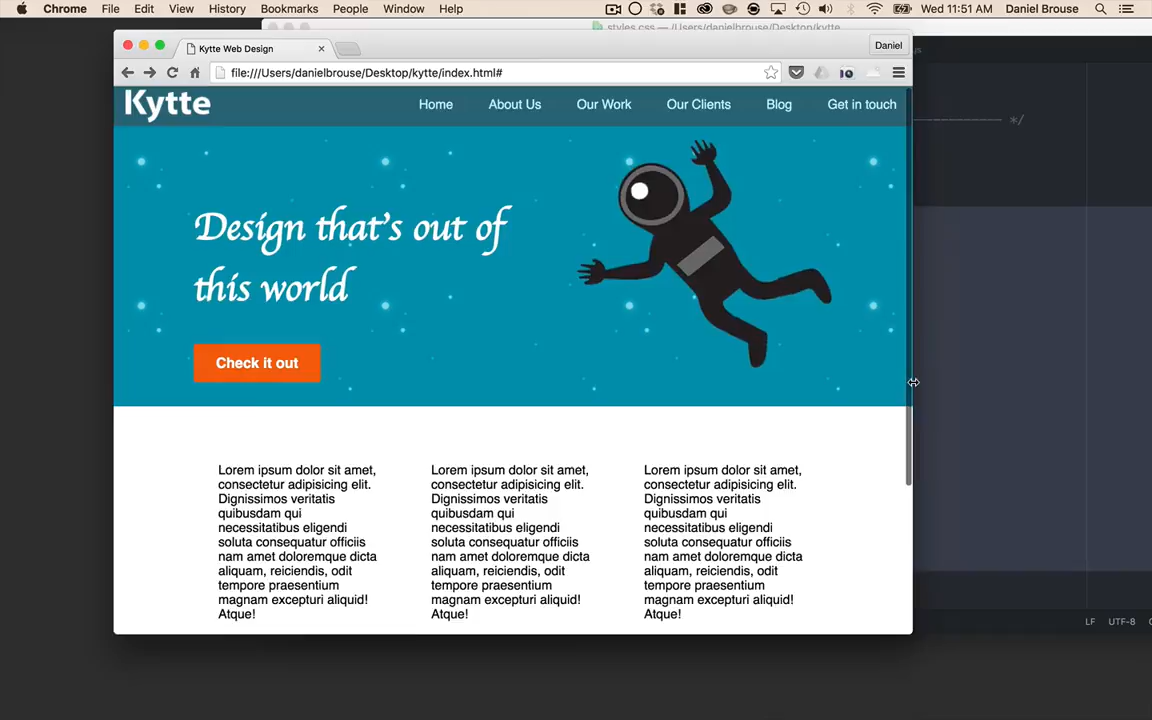 Chrome File Edit View History Bookmarks People Window Help Wed 11:51 AM Daniel Brouse
styles.css — /Users/danielbrouse/Desktop/kytte
Kytte Web Design Daniel
file:///Users/danielbrouse/Desktop/kytte/index.html#
Kytte Home About Us Our Work Our Clients Blog Get in touch
*/
Design that's out of
this world
Check it out
Lorem ipsum dolor sit amet,
consectetur adipisicing elit.
Dignissimos veritatis
quibusdam qui
necessitatibus eligendi
soluta consequatur officiis
nam amet doloremque dicta
aliquam, reiciendis, odit
tempore praesentium
magnam excepturi aliquid!
Atque!
Lorem ipsum dolor sit amet,
consectetur adipisicing elit.
Dignissimos veritatis
quibusdam qui
necessitatibus eligendi
soluta consequatur officiis
nam amet doloremque dicta
aliquam, reiciendis, odit
tempore praesentium
magnam excepturi aliquid!
Atque!
Lorem ipsum dolor sit amet,
consectetur adipisicing elit.
Dignissimos veritatis
quibusdam qui
necessitatibus eligendi
soluta consequatur officiis
nam amet doloremque dicta
aliquam, reiciendis, odit
tempore praesentium
magnam excepturi aliquid!
Atque!
LF UTF-8